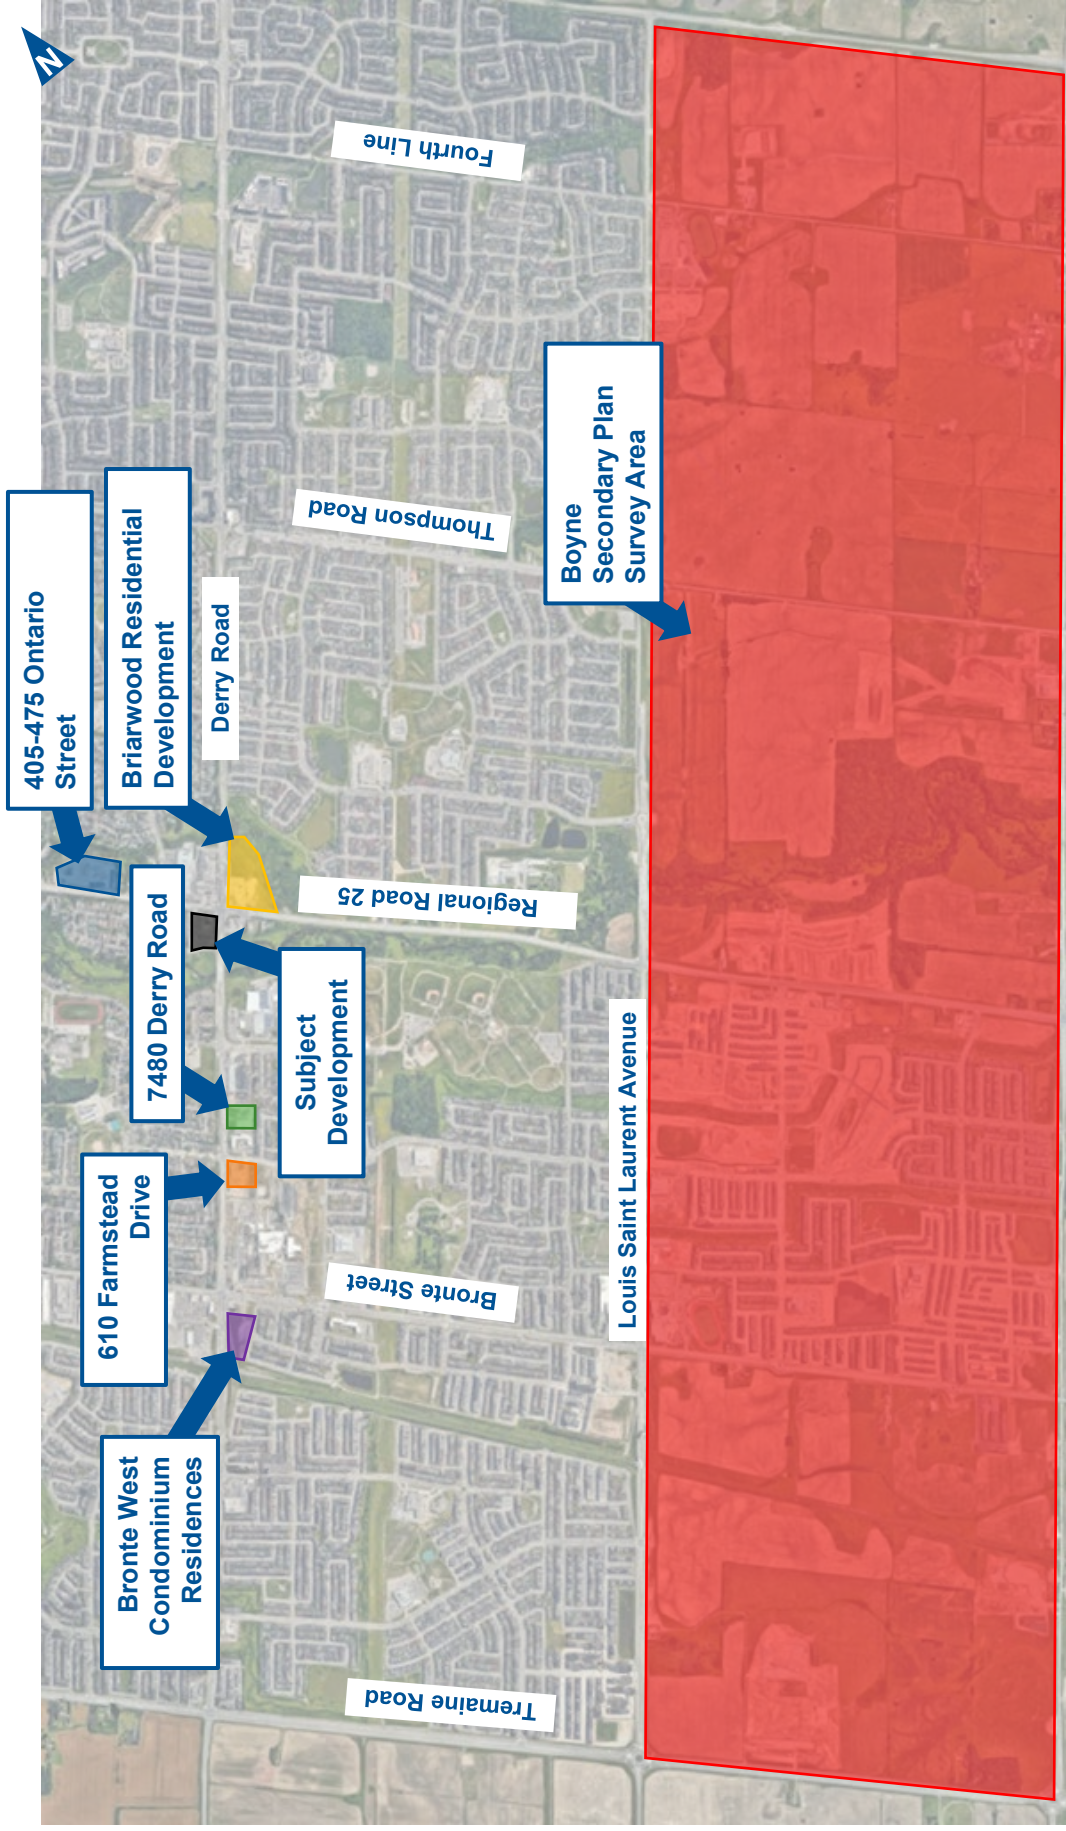 N
Fourth Line
405-475 Ontario
Street
Briarwood Residential
Development
Derry Road
Thompson Road
Boyne
Secondary Plan
Survey Area
7480 Derry Road
Regional Road 25
Subject
Development
610 Farmstead
Drive
Bronte Street
Louis Saint Laurent Avenue
Bronte West
Condominium
Residences
Tremaine Road